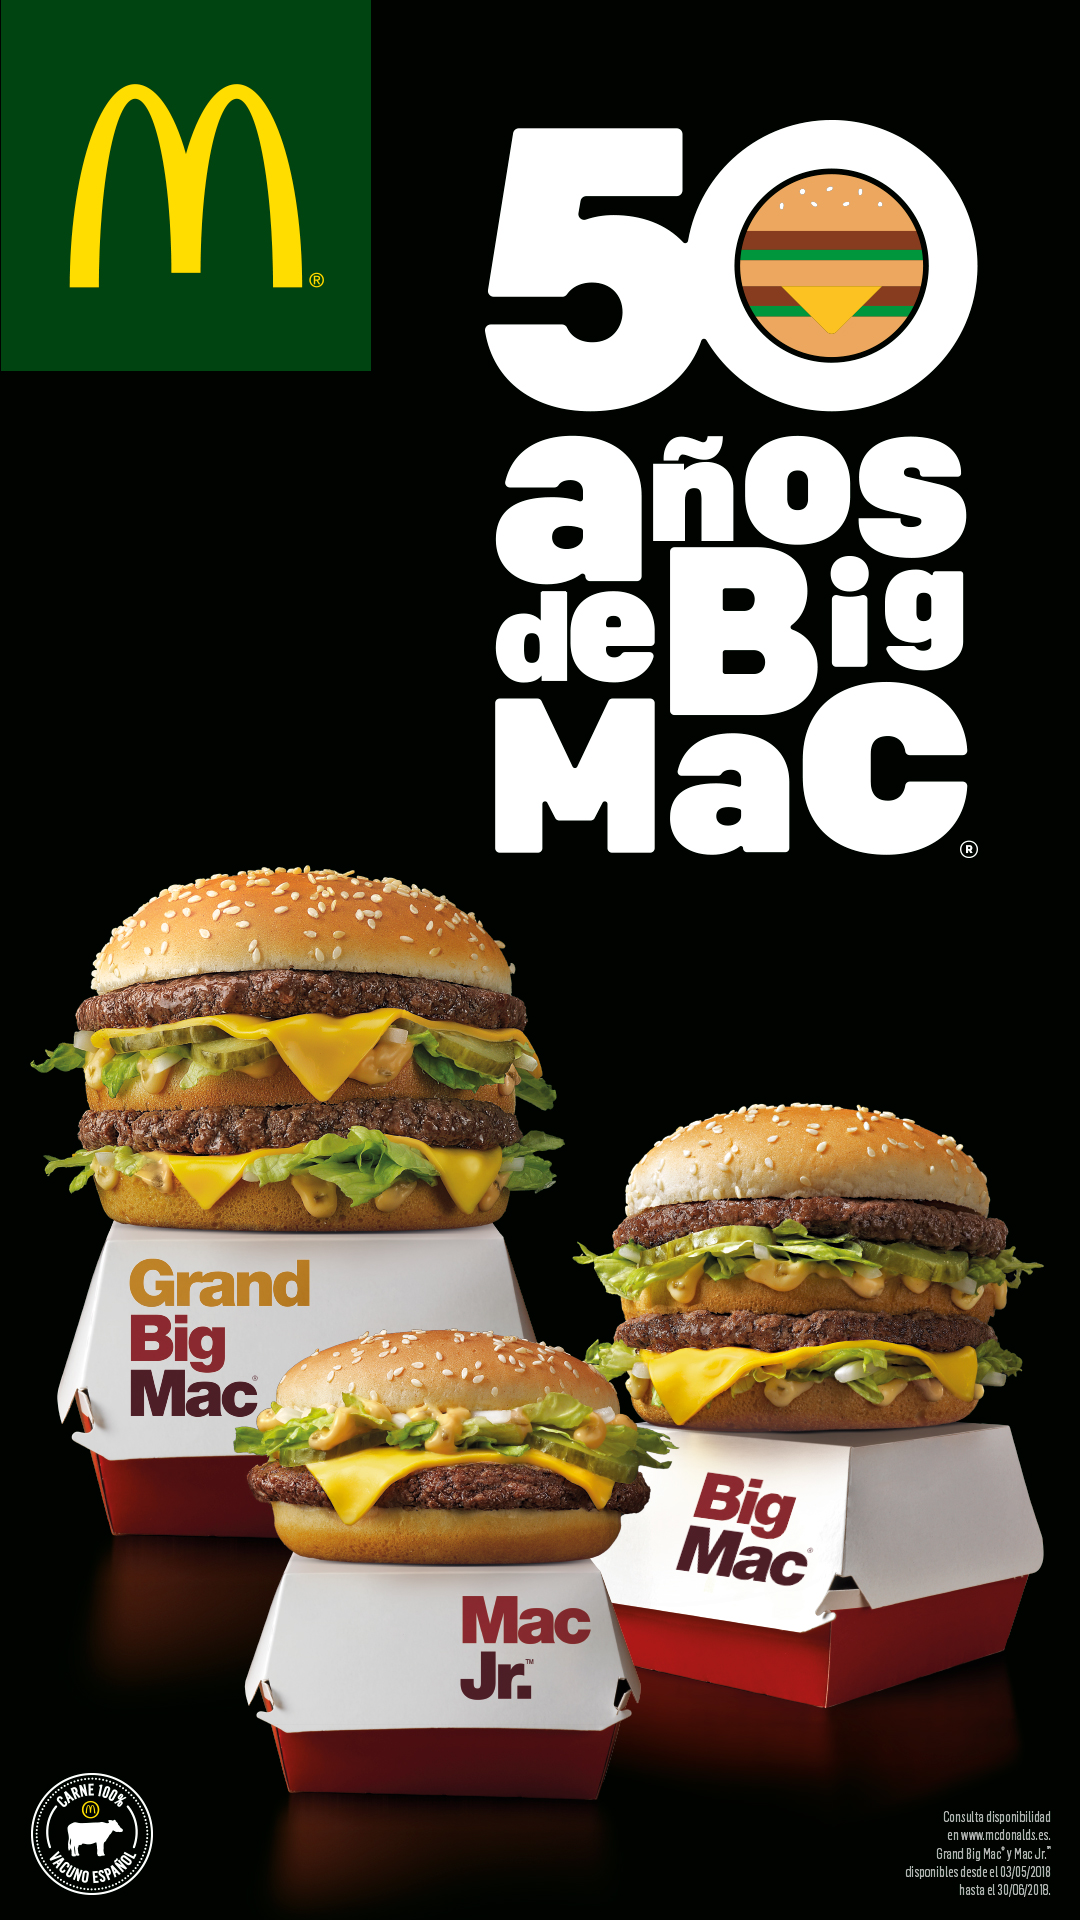 ®
50
años
de Big
Mac
®
Grand
Big
Mac®
Big
Mac®
Mac
Jr.™
CARNE 100%
VACUNO ESPAÑOL
Consulta disponibilidad
en www.mcdonalds.es.
Grand Big Mac® y Mac Jr.™
disponibles desde el 03/05/2018
hasta el 30/06/2018.